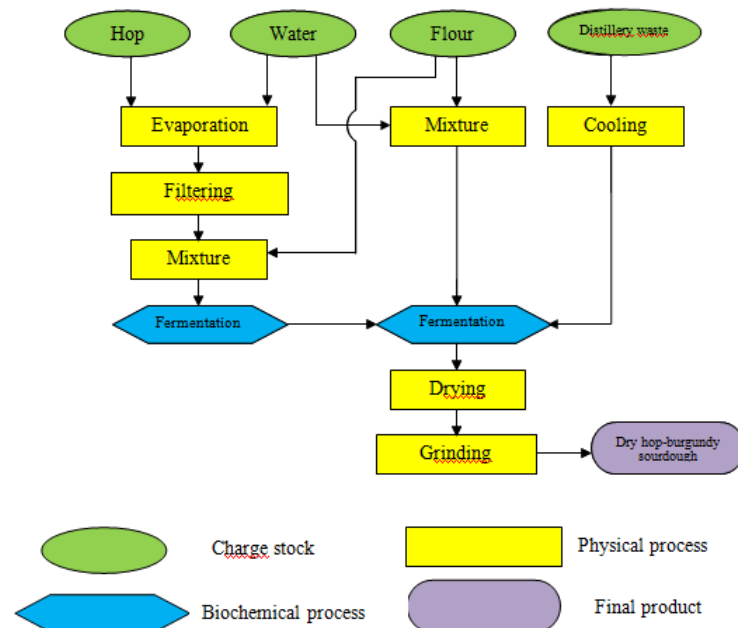 Hop
Water
Flour
Distillery waste
Evaporation
Mixture
Cooling
Filtering
Mixture
Fermentation
Fermentation
Drying
Grinding
Dry hop-burgundy
sourdough
Charge stock
Physical process
Biochemical process
Final product